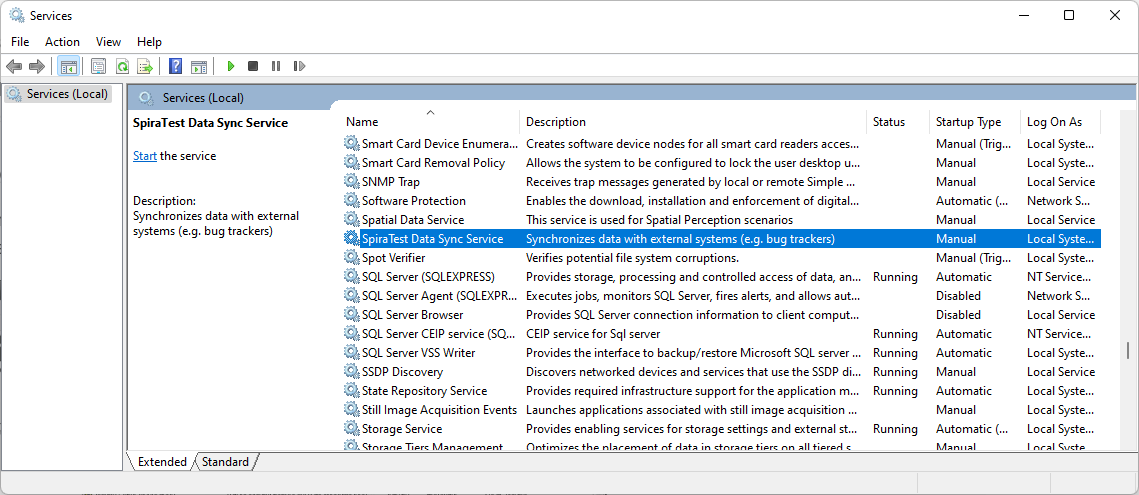 Services
File Action View Help
Services (Local)
Services (Local)
SpiraTest Data Sync Service
Start the service
Description:
Synchronizes data with external
systems (e.g. bug trackers)
Name Description Status Startup Type Log On As
Smart Card Device Enumera... Creates software device nodes for all smart card readers acces... Manual (Trig... Local Syste...
Smart Card Removal Policy Allows the system to be configured to lock the user desktop u... Manual Local Syste...
SNMP Trap Receives trap messages generated by local or remote Simple ... Manual Local Service
Software Protection Enables the download, installation and enforcement of digital... Automatic (... Network S...
Spatial Data Service This service is used for Spatial Perception scenarios Manual Local Service
SpiraTest Data Sync Service Synchronizes data with external systems (e.g. bug trackers) Manual Local Syste...
Spot Verifier Verifies potential file system corruptions. Manual (Trig... Local Syste...
SQL Server (SQLEXPRESS) Provides storage, processing and controlled access of data, an... Running Automatic NT Service...
SQL Server Agent (SQLEXPR... Executes jobs, monitors SQL Server, fires alerts, and allows aut... Disabled Network S...
SQL Server Browser Provides SQL Server connection information to client comput... Disabled Local Service
SQL Server CEIP service (SQ... CEIP service for Sql server Running Automatic NT Service...
SQL Server VSS Writer Provides the interface to backup/restore Microsoft SQL server ... Running Automatic Local Syste...
SSDP Discovery Discovers networked devices and services that use the SSDP di... Running Manual Local Service
State Repository Service Provides required infrastructure support for the application m... Running Automatic Local Syste...
Still Image Acquisition Events Launches applications associated with still image acquisition ... Manual Local Syste...
Storage Service Provides enabling services for storage settings and external st... Running Automatic (... Local Syste...
Storage Tiers Management Optimizes the placement of data in storage tiers on all tiered s... Manual Local Syste...
Extended Standard